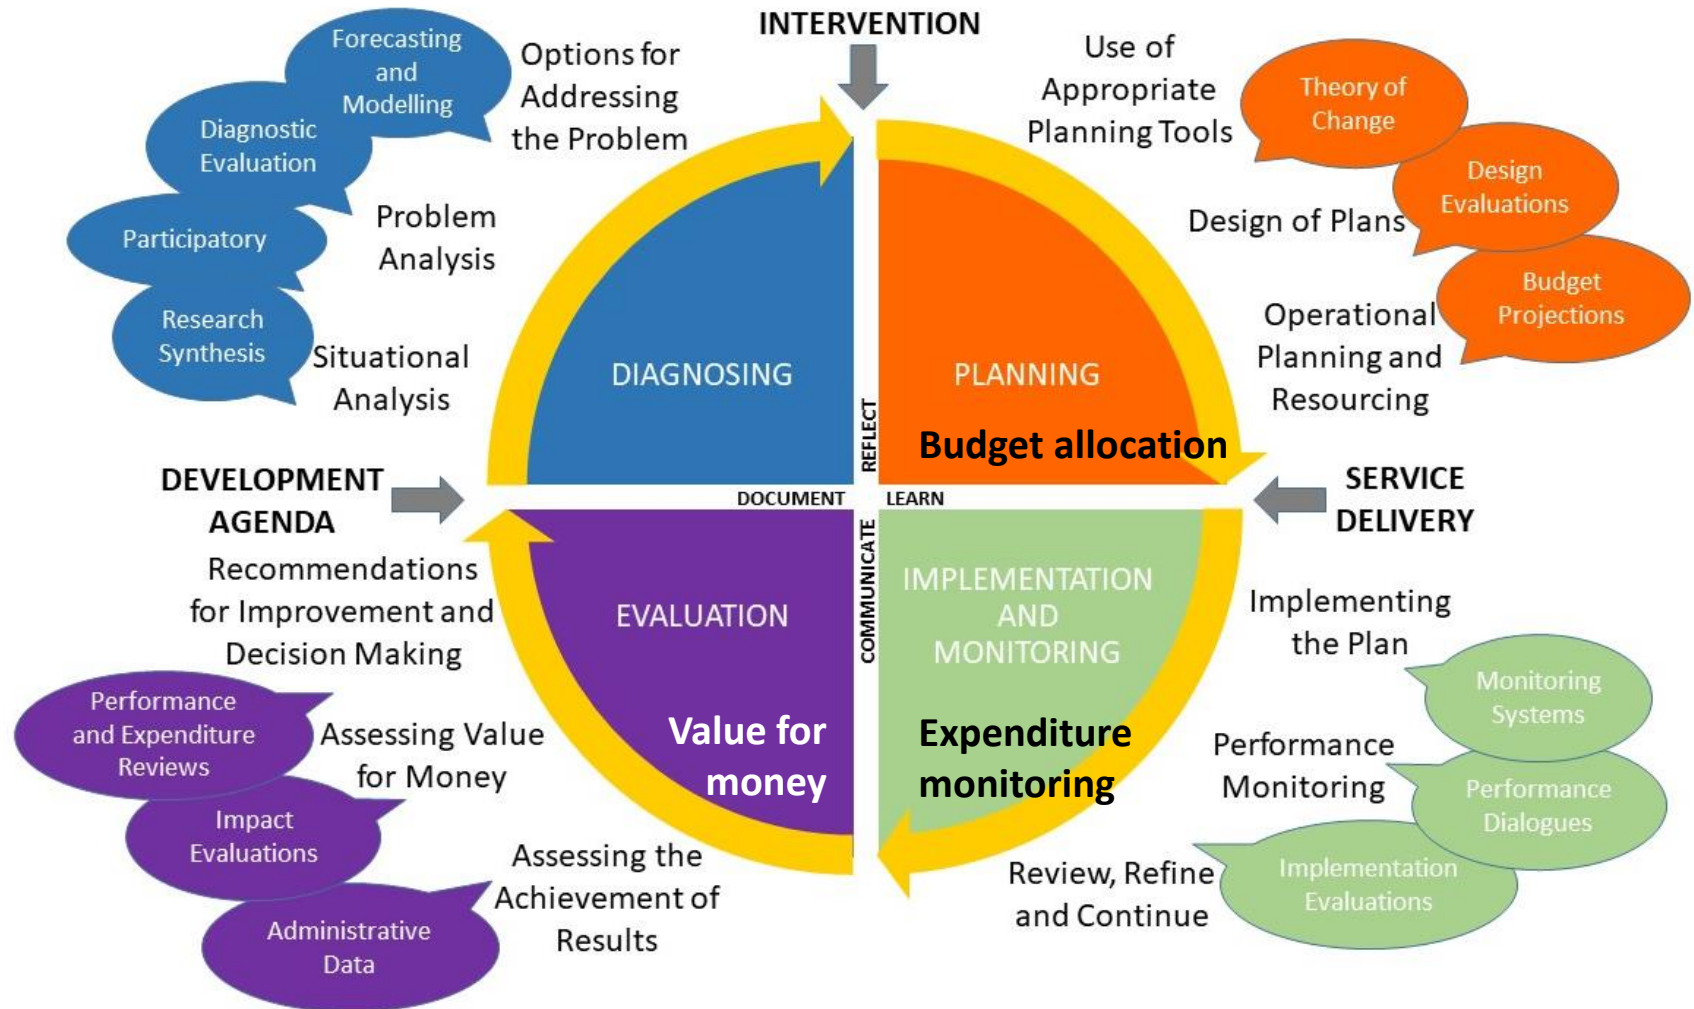 INTERVENTION
Forecasting
and
Modelling
Options for
Addressing
the Problem
Diagnostic
Evaluation
Participatory
Problem
Analysis
Research
Synthesis
Situational
Analysis
Use of
Appropriate
Planning Tools
Theory of
Change
Design
Evaluations
Design of Plans
Budget
Projections
Operational
Planning and
Resourcing
DIAGNOSING
PLANNING
Budget allocation
REFLECT
DOCUMENT
LEARN
COMMUNICATE
DEVELOPMENT
AGENDA
SERVICE
DELIVERY
Recommendations
for Improvement and
Decision Making
EVALUATION
Value for
money
IMPLEMENTATION
AND
MONITORING
Expenditure
monitoring
Implementing
the Plan
Monitoring
Systems
Performance
Monitoring
Performance
Dialogues
Review, Refine
and Continue
Implementation
Evaluations
Performance
and Expenditure
Reviews
Assessing Value
for Money
Impact
Evaluations
Assessing the
Achievement of
Results
Administrative
Data